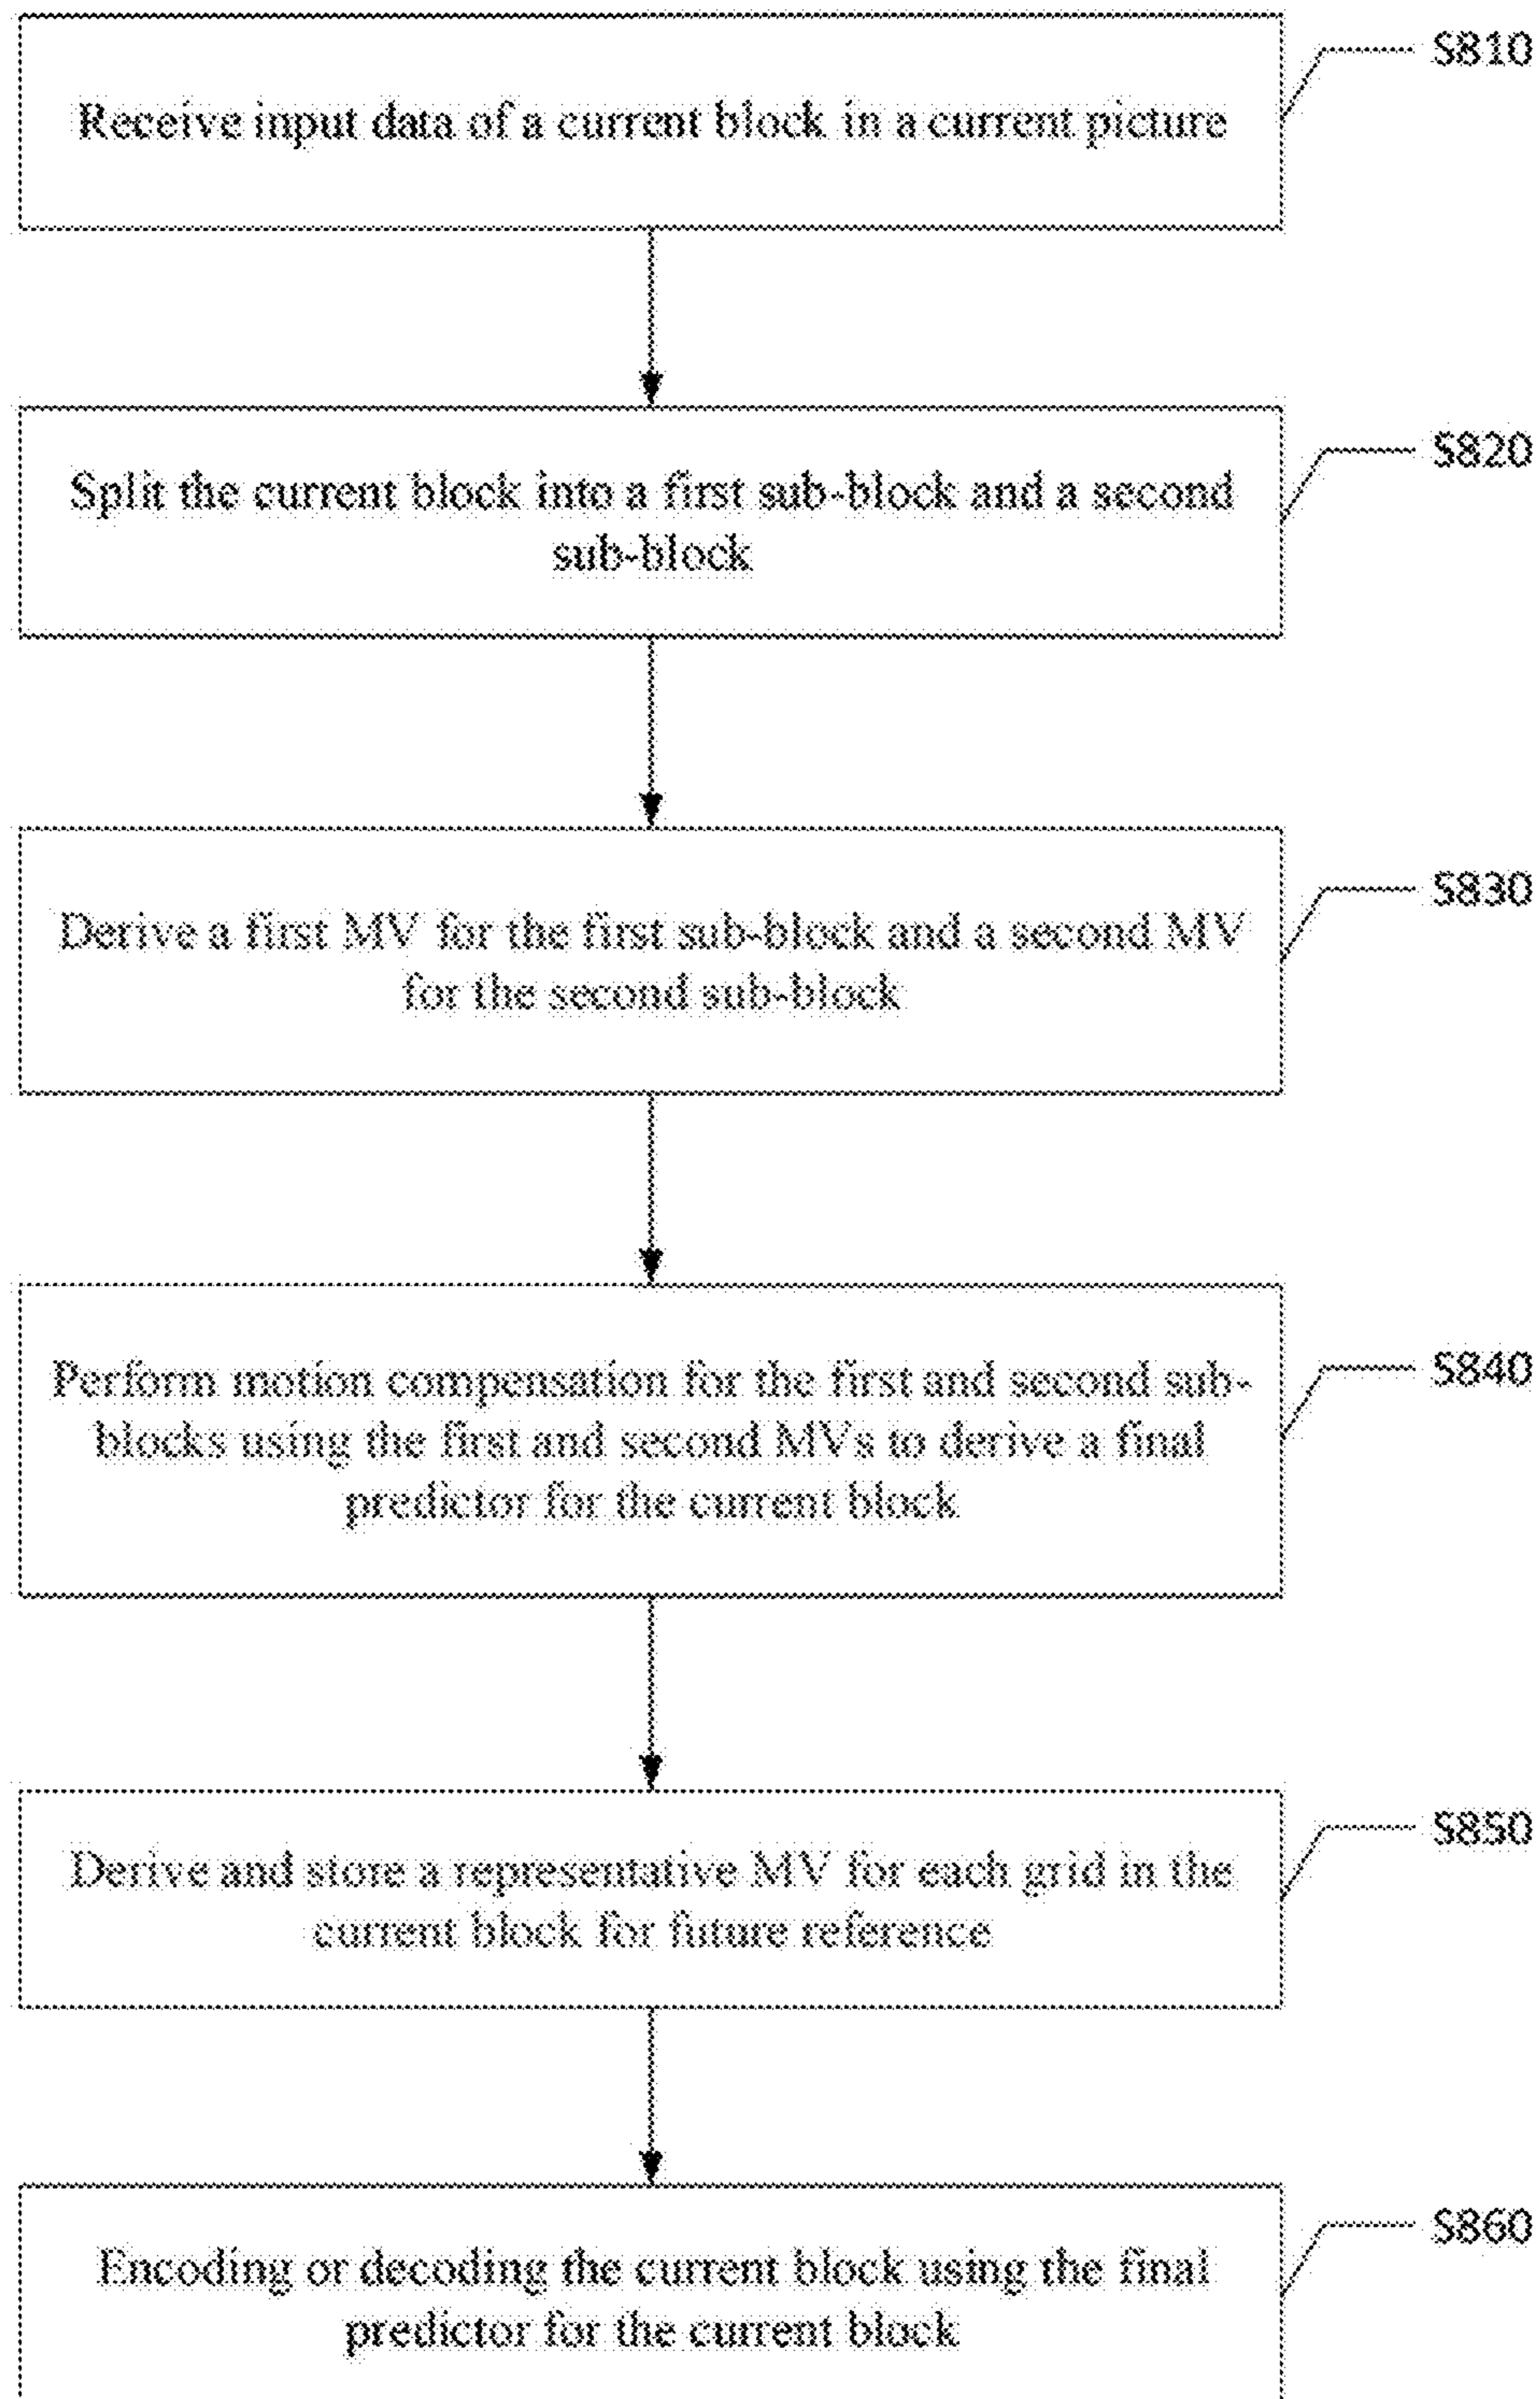 Receive input data of a current block in a current picture
S810
Split the current block into a first sub-block and a second
sub-block
S820
Derive a first MV for the first sub-block and a second MV
for the second sub-block
S830
Perform motion compensation for the first and second sub-
blocks using the first and second MVs to derive a final
predictor for the current block
S840
Derive and store a representative MV for each grid in the
current block for future reference
S850
Encoding or decoding the current block using the final
predictor for the current block
S860